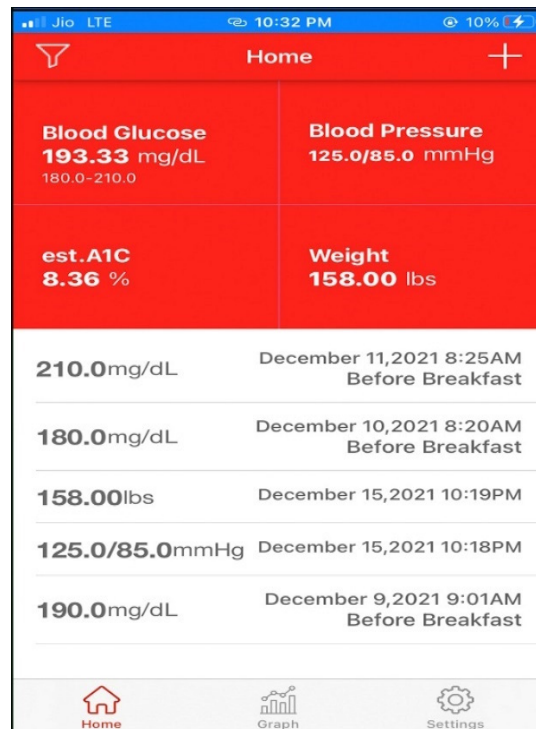 Jio LTE 10:32 PM 10%
Home
Blood Glucose
193.33 mg/dL
180.0-210.0
Blood Pressure
125.0/85.0 mmHg
est.A1C
8.36 %
Weight
158.00 lbs
210.0mg/dL December 11,2021 8:25AM
Before Breakfast
180.0mg/dL December 10,2021 8:20AM
Before Breakfast
158.00lbs December 15,2021 10:19PM
125.0/85.0mmHg December 15,2021 10:18PM
190.0mg/dL December 9,2021 9:01AM
Before Breakfast
Home Graph Settings